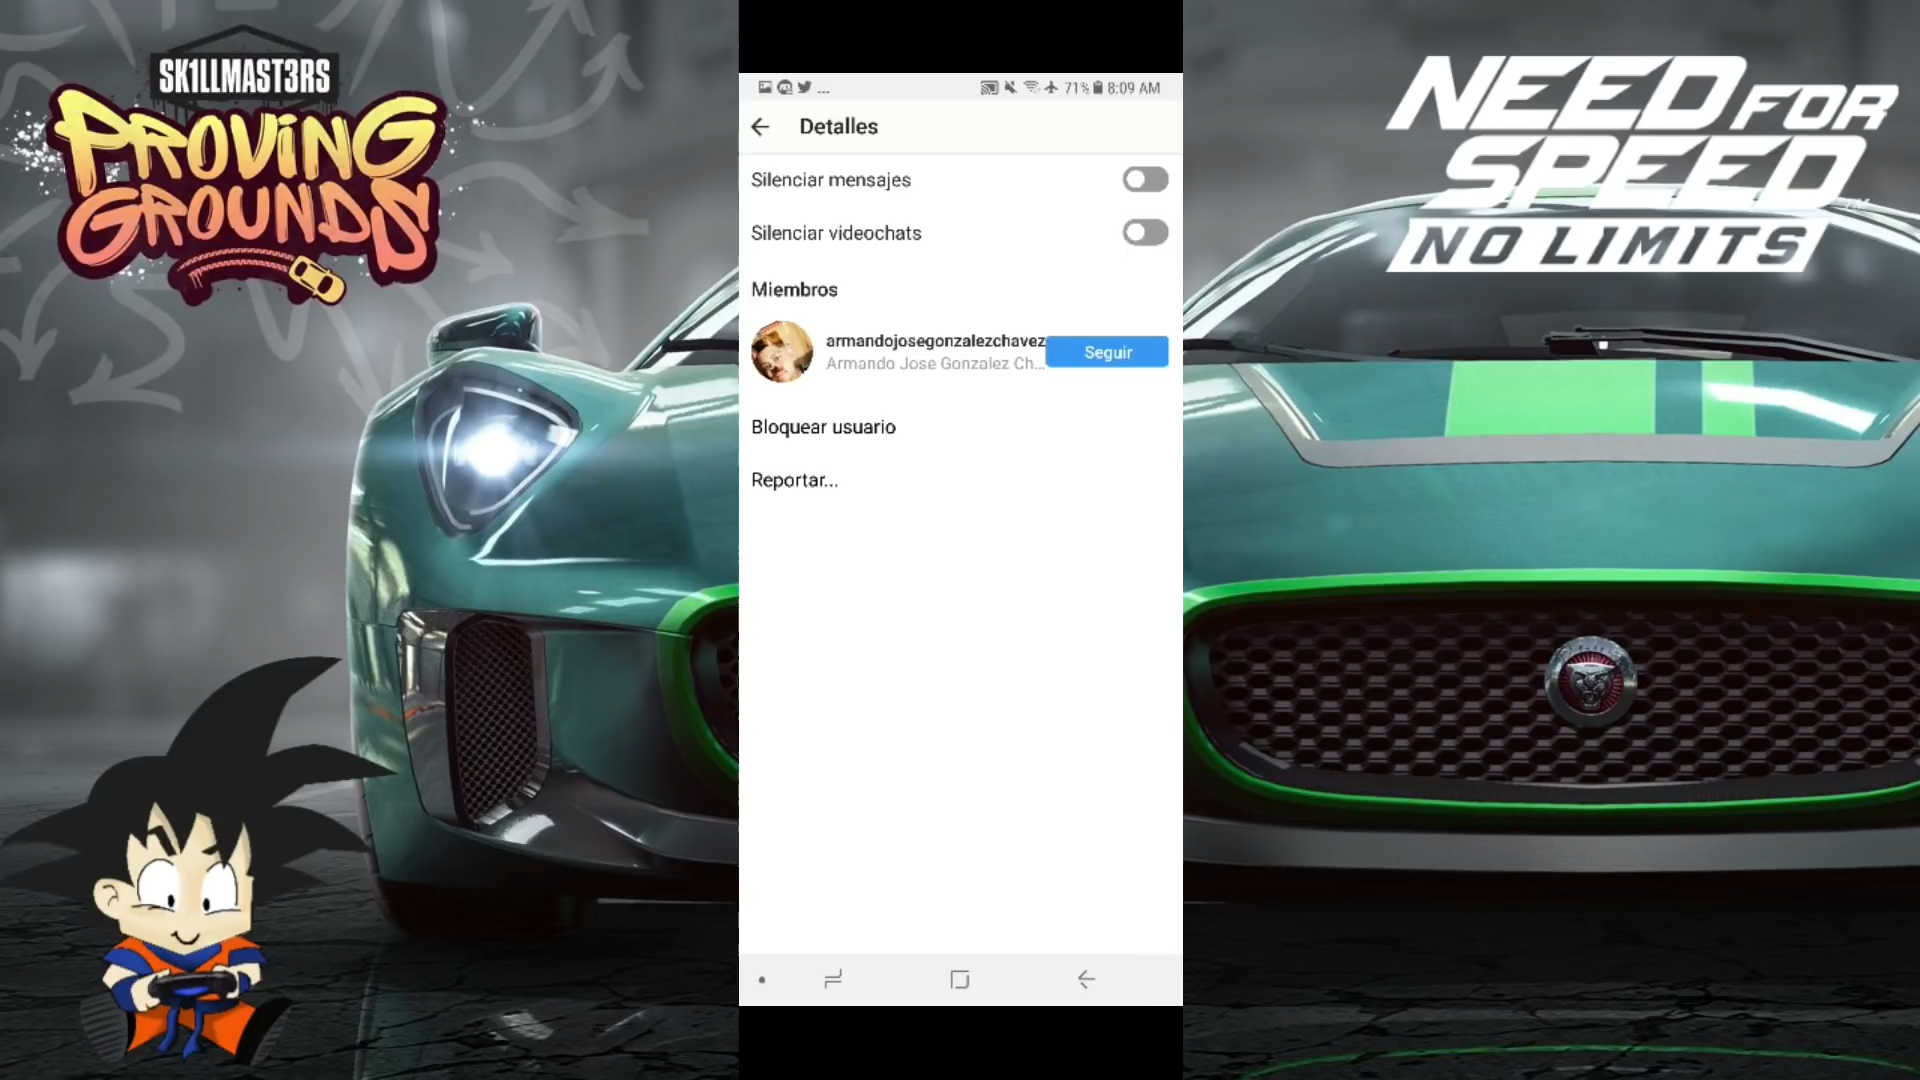 SK1LLMAST3RS
PROVING
GROUNDS
NEED FOR
SPEED
NO LIMITS
... 71% 8:09 AM
Detalles
Silenciar mensajes
Silenciar videochats
Miembros
armandojosegonzalezchavez
Armando Jose Gonzalez Ch...
Seguir
Bloquear usuario
Reportar...